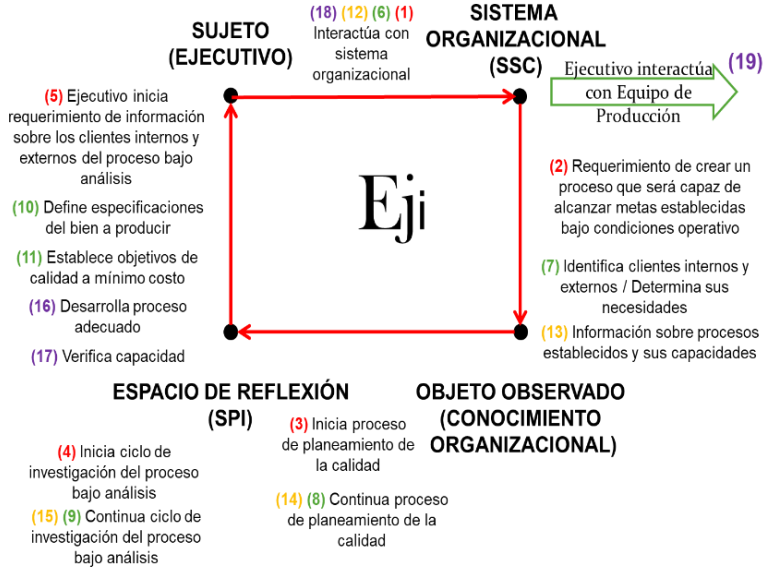 SUJETO
(EJECUTIVO)
(18) (12) (6) (1)
Interactúa con
sistema
organizacional
SISTEMA
ORGANIZACIONAL
(SSC)
Ejecutivo interactúa
con Equipo de
Producción
(19)
(5) Ejecutivo inicia
requerimiento de información
sobre los clientes internos y
externos del proceso bajo
análisis
(10) Define especificaciones
del bien a producir
(11) Establece objetivos de
calidad a mínimo costo
(16) Desarrolla proceso
adecuado
(17) Verifica capacidad
Eji
(2) Requerimiento de crear un
proceso que será capaz de
alcanzar metas establecidas
bajo condiciones operativo
(7) Identifica clientes internos y
externos / Determina sus
necesidades
(13) Información sobre procesos
establecidos y sus capacidades
ESPACIO DE REFLEXIÓN
(SPI)
OBJETO OBSERVADO
(CONOCIMIENTO
ORGANIZACIONAL)
(3) Inicia proceso
de planeamiento de
la calidad
(4) Inicia ciclo de
investigación del proceso
bajo análisis
(15) (9) Continua ciclo de
investigación del proceso
bajo análisis
(14) (8) Continua proceso
de planeamiento de la
calidad